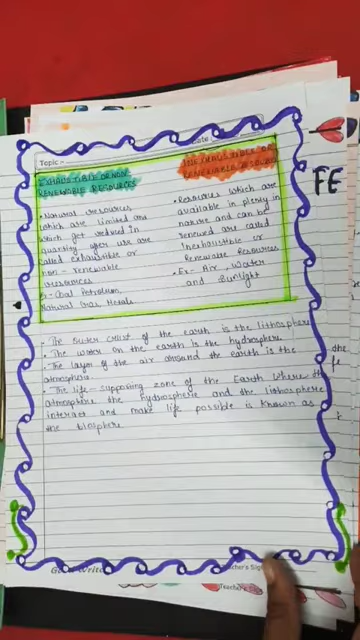 Topic :-
Date
EXHAUSTIBLE OR NON
RENEWABLE RESOURCES
INEXHAUSTIBLE OR
RENEWABLE RESOURCES
• Natural resources
which are limited and
which get reduced in
quantity upon use are
called exhaustible or
non - renewable
resources
Coal Petroleum,
Natural Gas Metals
• Resources which are
available in plenty in
nature and can be
renewed are called
Inexhaustible or
Renewable Resources
• Ex - Air, Water
and Sunlight
FE
• The outer crust of the earth is the lithosphere
• The water on the earth is the hydrosphere
• The layer of the air around the earth is the
atmosphere
• The life - supporting zone of the Earth where the
atmosphere the hydrosphere and the lithosphere
interact and make life possible is known as
the biosphere
the
Teacher's Sign